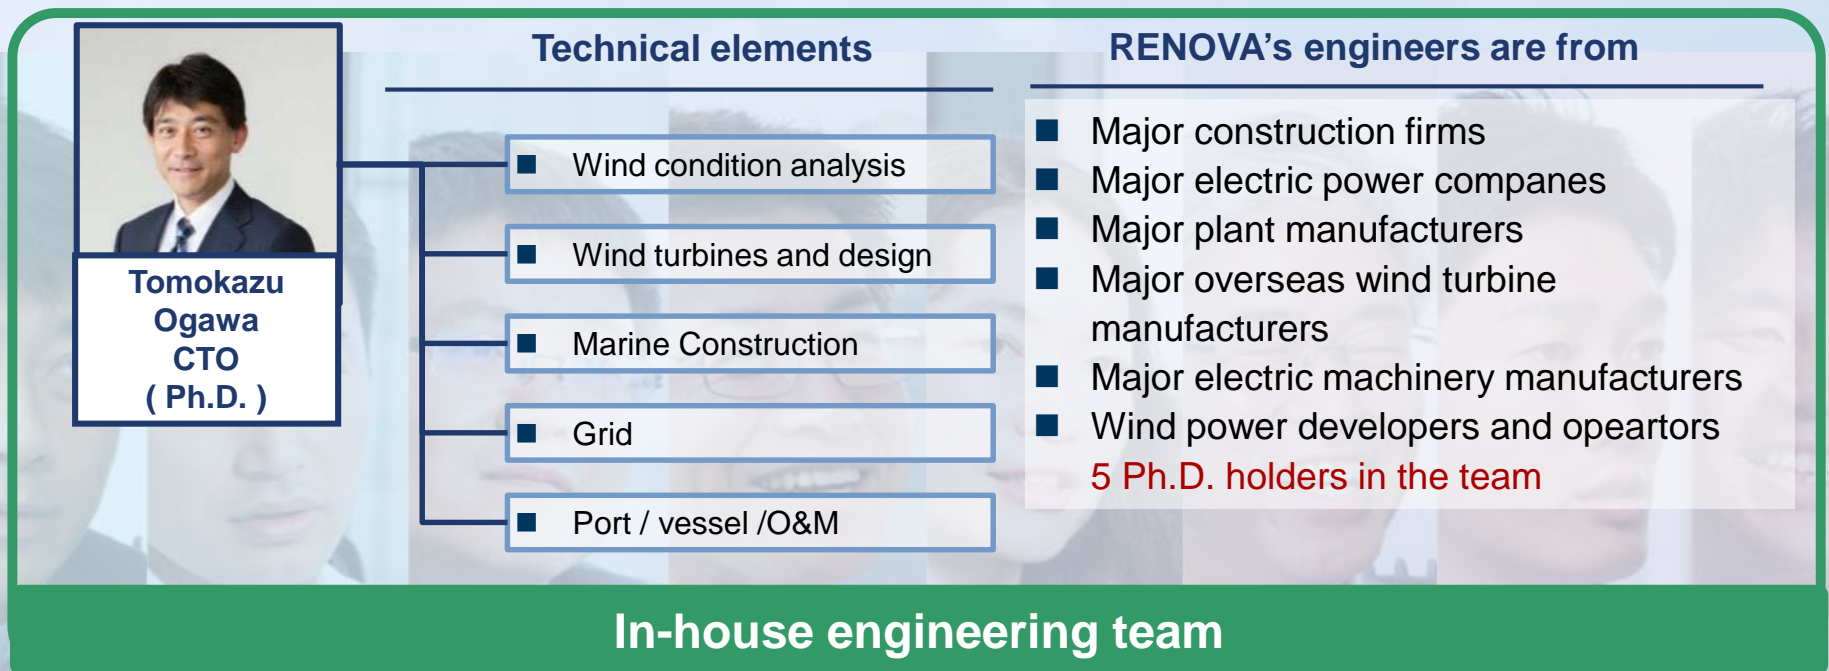 Technical elements
RENOVA's engineers are from
Tomokazu
Ogawa
CTO
( Ph.D. )
■ Wind condition analysis
■ Wind turbines and design
■ Marine Construction
■ Grid
■ Port / vessel /O&M
■ Major construction firms
■ Major electric power companes
■ Major plant manufacturers
■ Major overseas wind turbine
manufacturers
■ Major electric machinery manufacturers
■ Wind power developers and opeartors
5 Ph.D. holders in the team
In-house engineering team